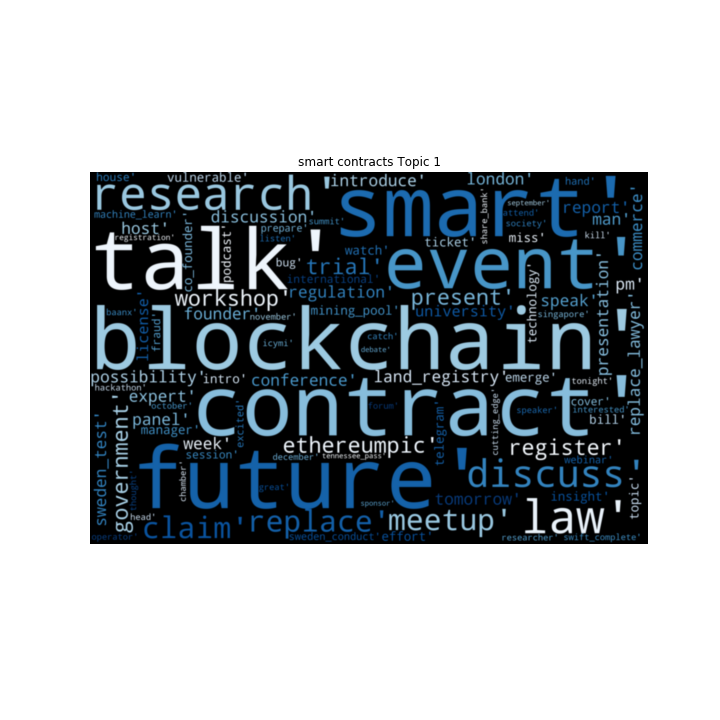 smart contracts Topic 1
house'
vulnerable'
introduce'
london'
hand'
research'
smart'
september'
attend'
society'
report'
machine_learn'
discussion'
summit'
man'
commerce'
host'
registration'
co_founder'
podcast'
prepare'
listen'
share_bank'
ticket'
miss'
kill'
talk'
bug'
watch'
trial
event'
international'
pm'
workshop'
regulation'
present'
technology'
speak'
presentation'
baanx'
license'
fraud'
founder'
november'
mining_pool'
university'
singapore'
blockchain'
icymi'
catch'
debate'
replace_lawyer'
possibility'
intro'
conference'
land_registry'
emerge'
tonight'
hackathon'
expert'
october'
contract'
cover'
panel'
manager'
excited'
forum'
telegram'
cutting_edge'
speaker'
interested'
bill'
sweden_test'
government'
week'
ethereumpic'
register'
session'
december'
tennessee_pass'
webinar'
future'
discuss'
topic'
thought'
chamber'
great'
tomorrow'
insight'
head'
claim'
replace'
sponsor'
meetup'
law'
operator'
sweden_conduct'
effort'
researcher'
swift_complete'